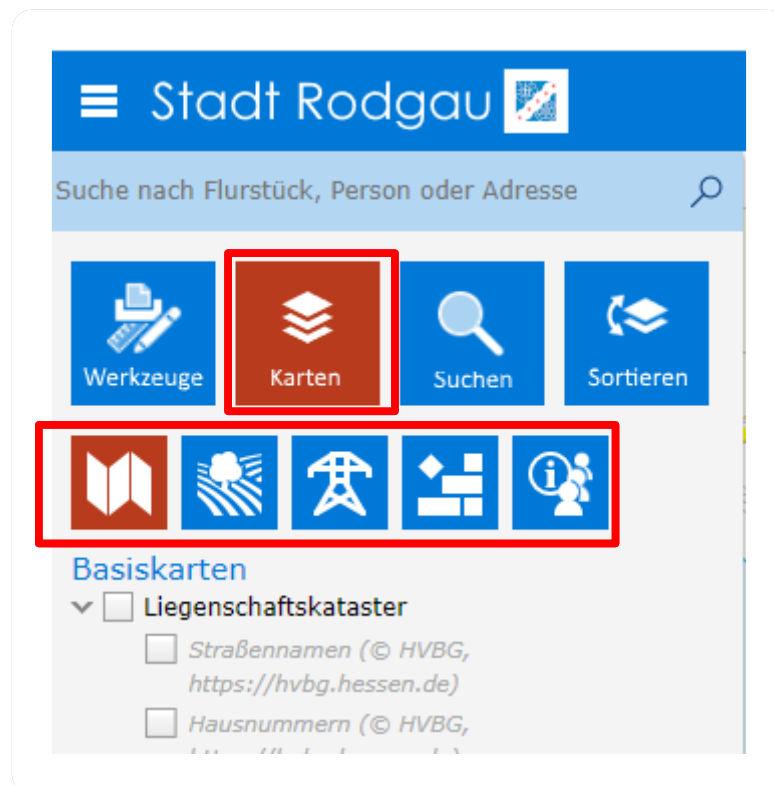 Stadt Rodgau
Suche nach Flurstück, Person oder Adresse
Werkzeuge
Karten
Suchen
Sortieren
Basiskarten
Liegenschaftskataster
Straßennamen (© HVBG,
https://hvbg.hessen.de)
Hausnummern (© HVBG,